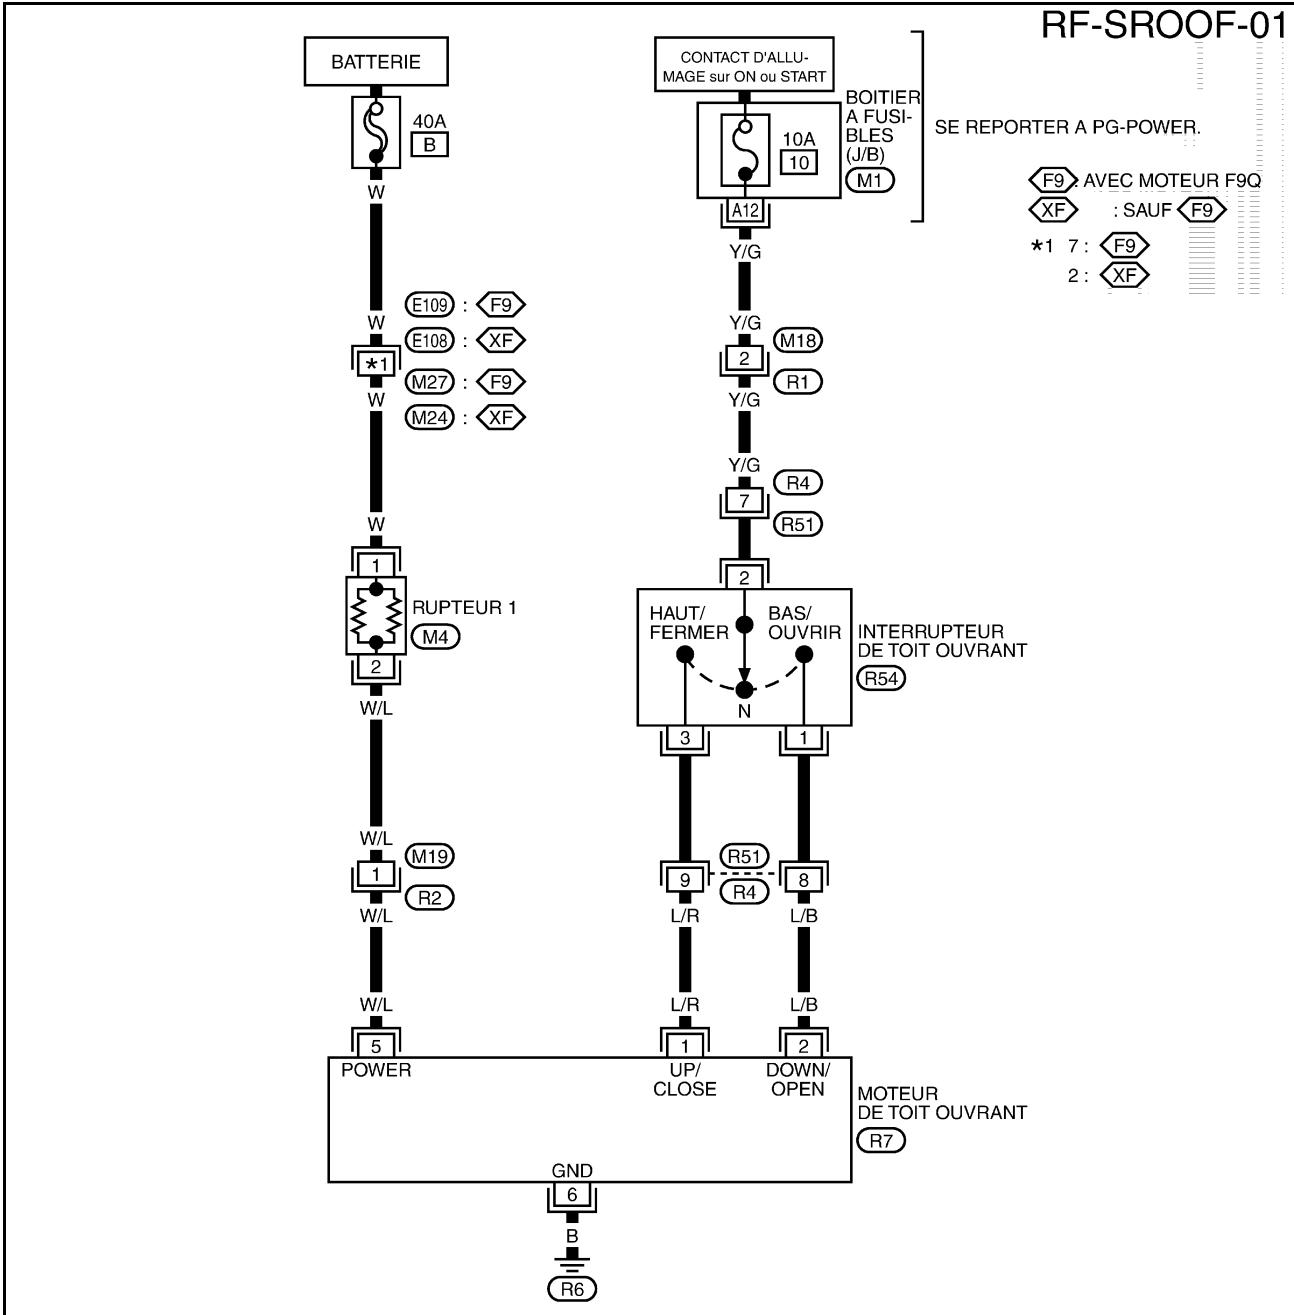 RF-SROOF-01
BATTERIE
40A
B
W
W
E109 : F9
E108 : XF
*1
M27 : F9
M24 : XF
W
W
1
RUPTEUR 1
M4
2
W/L
W/L
M19
1
R2
W/L
W/L
5
POWER
CONTACT D'ALLU-
MAGE sur ON ou START
BOITIER
A FUSI-
BLES
(J/B)
M1
10A
10
A12
SE REPORTER A PG-POWER.
F9 : AVEC MOTEUR F9Q
XF : SAUF F9
*1 7 : F9
2 : XF
Y/G
Y/G
M18
2
R1
Y/G
Y/G
R4
7
R51
2
HAUT/
FERMER
BAS/
OUVRIR
N
INTERRUPTEUR
DE TOIT OUVRANT
R54
3 1
R51
9 8
R4
L/R L/B
L/R L/B
1 2
UP/
CLOSE
DOWN/
OPEN
MOTEUR
DE TOIT OUVRANT
R7
GND
6
B
R6